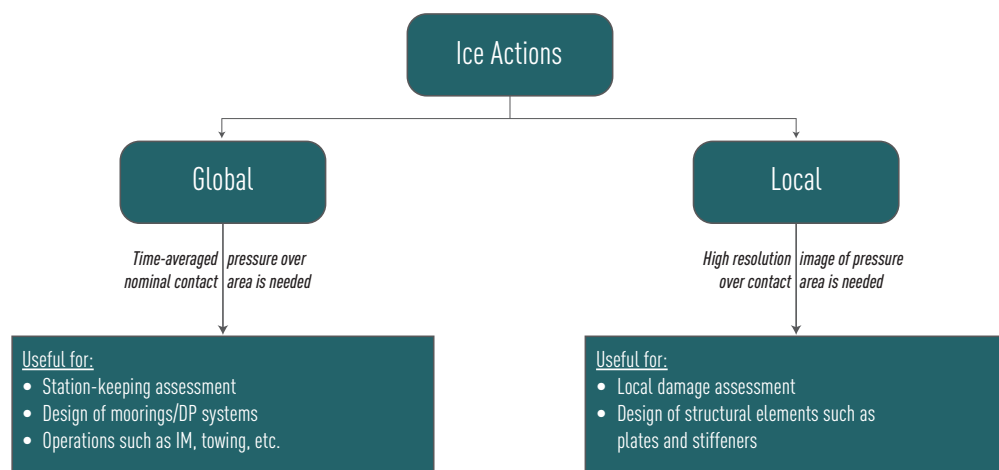 Ice Actions
Global
Local
Time-averaged pressure over
nominal contact area is needed
High resolution image of pressure
over contact area is needed
Useful for:
• Station-keeping assessment
• Design of moorings/DP systems
• Operations such as IM, towing, etc.
Useful for:
• Local damage assessment
• Design of structural elements such as
plates and stiffeners